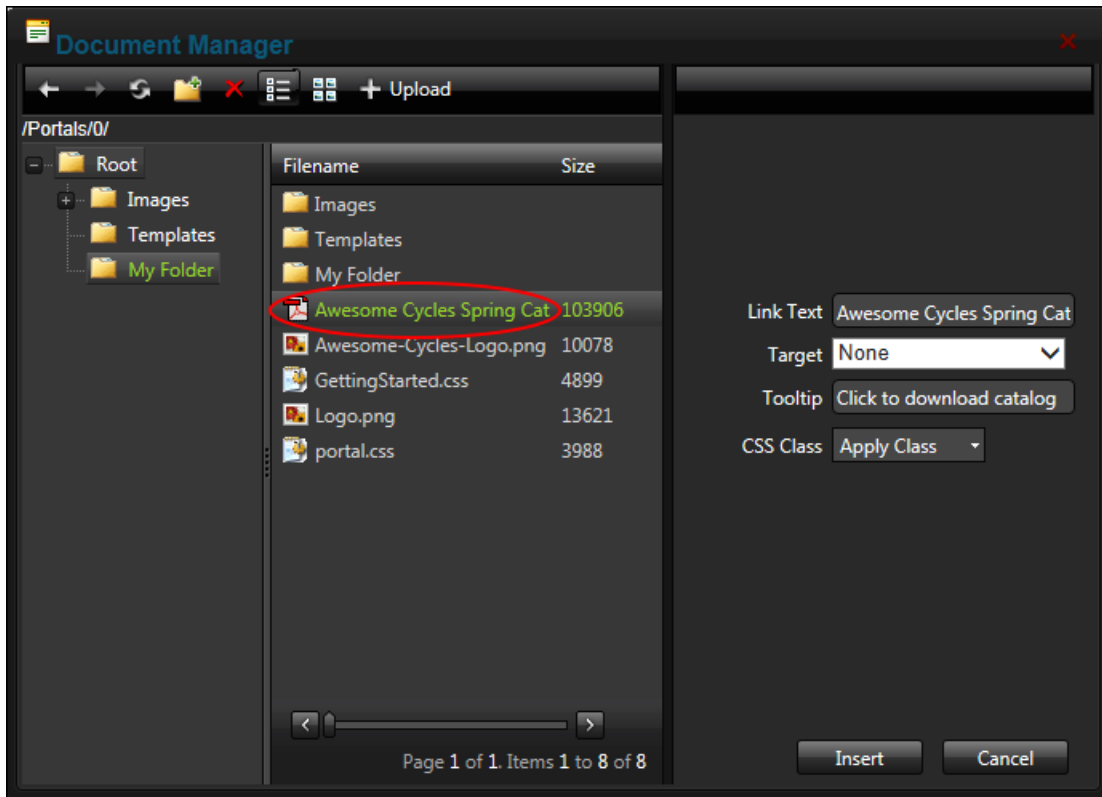 Document Manager
Upload
/Portals/0/
Root
Images
Templates
My Folder
Filename Size
Images
Templates
My Folder
Awesome Cycles Spring Cat 103906
Awesome-Cycles-Logo.png 10078
GettingStarted.css 4899
Logo.png 13621
portal.css 3988
Page 1 of 1. Items 1 to 8 of 8
Link Text Awesome Cycles Spring Cat
Target None
Tooltip Click to download catalog
CSS Class Apply Class
Insert Cancel